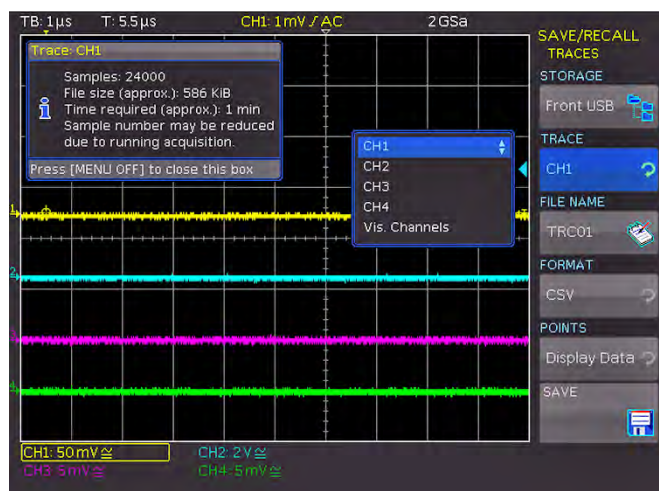 TB: 1µs T: 5.5µs CH1: 1mV / AC 2GSa
SAVE/RECALL
TRACES
Trace: CH1
Samples: 24000
File size (approx.): 586 KiB
Time required (approx.): 1 min
Sample number may be reduced
due to running acquisition.
Press [MENU OFF] to close this box
CH1
CH2
CH3
CH4
Vis. Channels
STORAGE
Front USB
TRACE
CH1
FILE NAME
TRC01
FORMAT
CSV
POINTS
Display Data
SAVE
1
2
CH1: 50mV≅ CH2: 2V≅
CH3: 5mV≅ CH4: 5mV≅